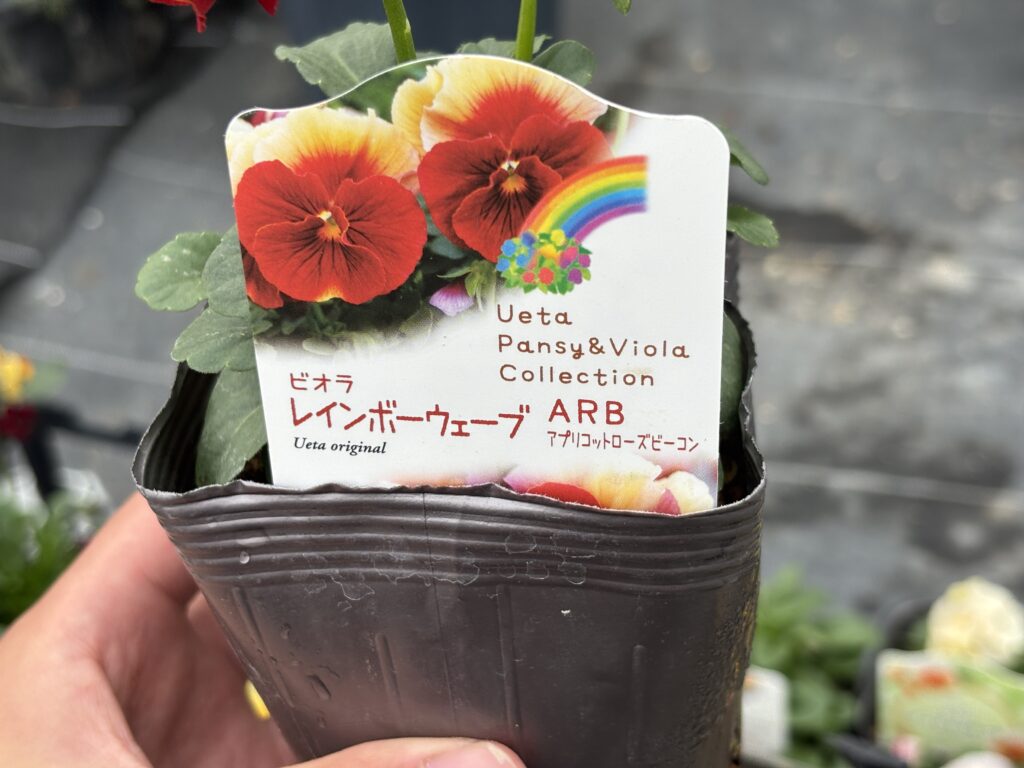 Ueta
Pansy&Viola
Collection
ビオラ
レインボーウェーブ
Ueta original
ARB
アプリコットローズビーコン